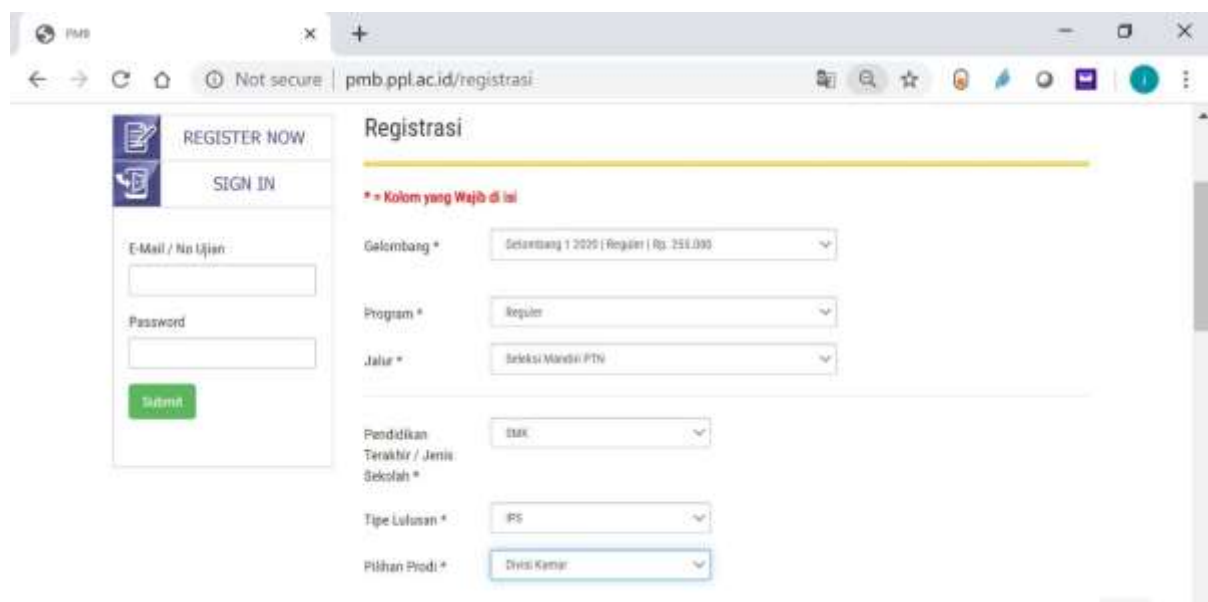 PMB
Not secure | pmb.ppl.ac.id/registrasi
REGISTER NOW
SIGN IN
E-Mail / No Ujian
Password
Submit
Registrasi
* = Kolom yang Wajib di isi
Gelombang *
Gelombang 1 2020 | Reguler | Rp. 255.000
Program *
Reguler
Jalur *
Seleksi Mandiri PTN
Pendidikan
Terakhir / Jenis
Sekolah *
SMK
Tipe Lulusan *
IPS
Pilihan Prodi *
Divisi Kamar